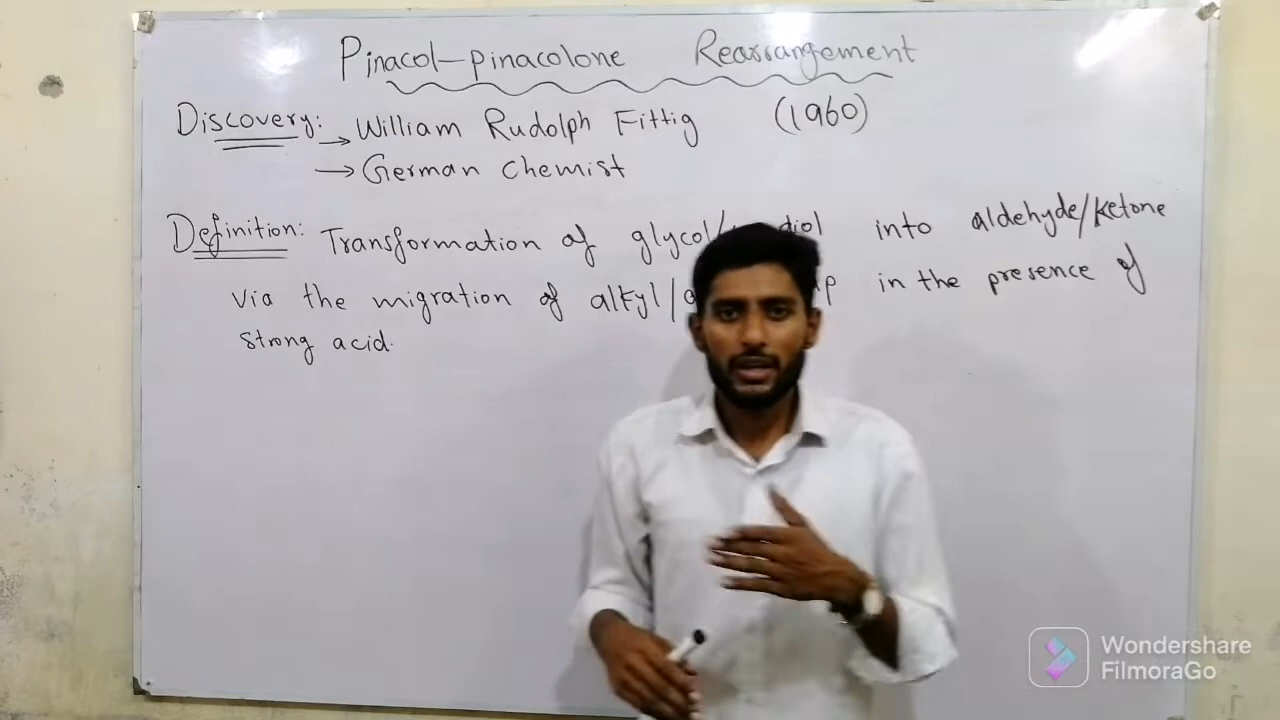 Pinacol-pinacolone Rearrangement
Discovery: → William Rudolph Fittig (1960)
→ German Chemist
Definition: Transformation of glycol/ diol into aldehyde/ketone
via the migration of alkyl/ in the presence of
strong acid.
Wondershare
FilmoraGo